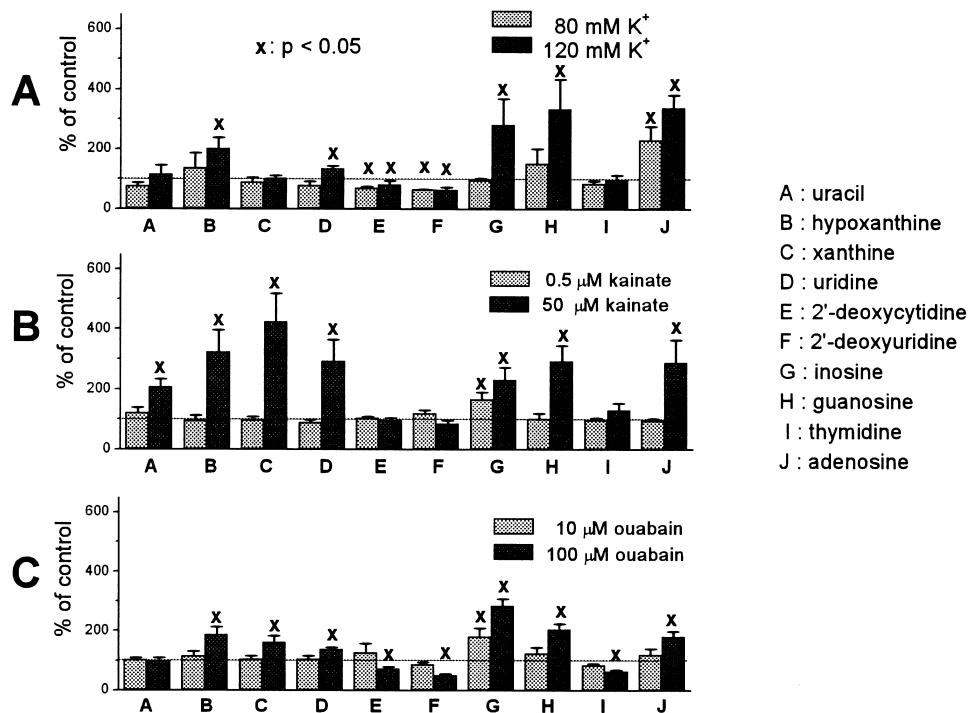 A
% of control
600
400
200
0
x : p < 0.05
80 mM K+
120 mM K+
x x x x x x x x x x
A B C D E F G H I J
B
% of control
600
400
200
0
0.5 μM kainate
50 μM kainate
x x x x x x x x
A B C D E F G H I J
C
% of control
600
400
200
0
10 μM ouabain
100 μM ouabain
x x x x x x x x x x
A B C D E F G H I J
A : uracil
B : hypoxanthine
C : xanthine
D : uridine
E : 2'-deoxycytidine
F : 2'-deoxyuridine
G : inosine
H : guanosine
I : thymidine
J : adenosine